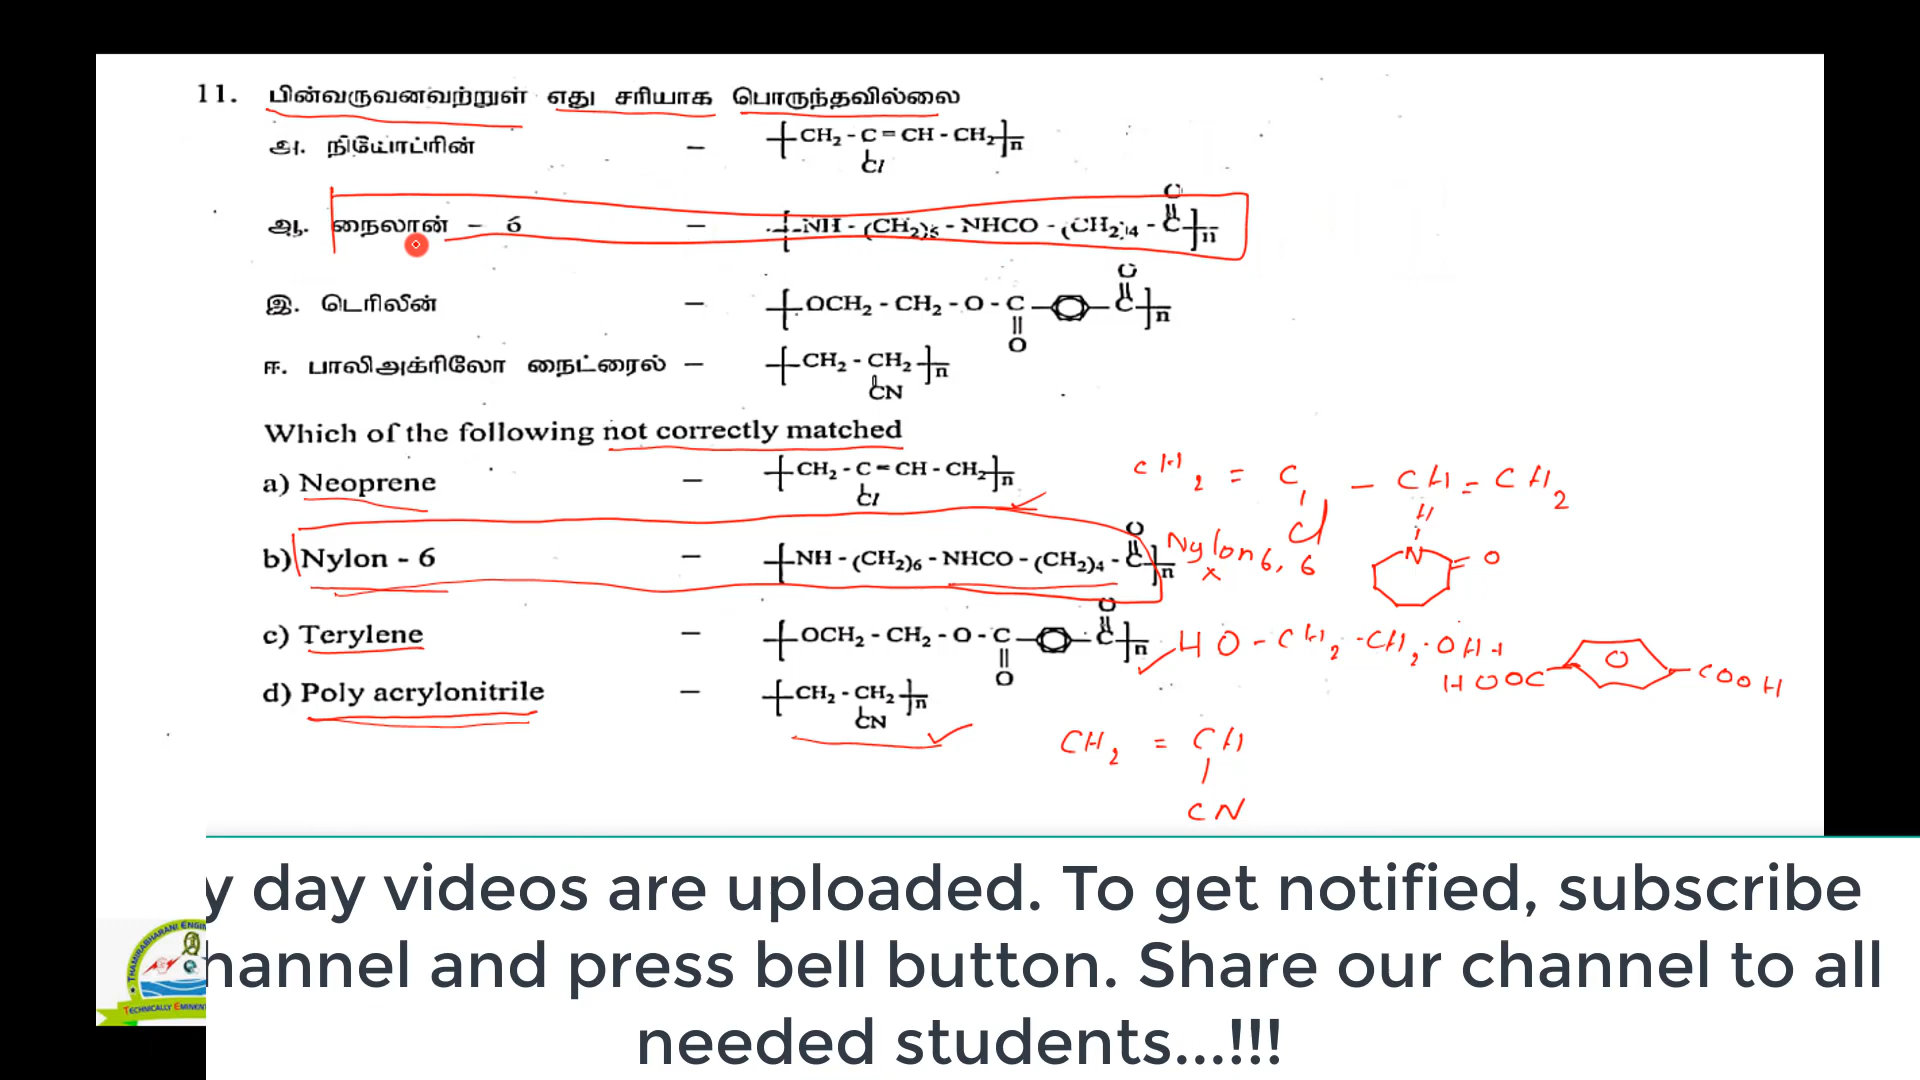 11. பின்வருவனவற்றுள் எது சரியாக பொருந்தவில்லை
அ. நியோப்ரின் – [CH₂ - C = CH - CH₂]n
Cl
ஆ. நைலான் – 6 – [NH - (CH₂)₆ - NHCO - (CH₂)₄ - C]n
O
இ. டெரிலீன் – [OCH₂ - CH₂ - O - C – – C]n
O
O
ஈ. பாலிஅக்ரிலோ நைட்ரைல் – [CH₂ - CH₂]n
CN
Which of the following not correctly matched
a) Neoprene – [CH₂ - C = CH - CH₂]n
Cl
CH₂ = C – CH = CH₂
Cl
b) Nylon - 6 – [NH - (CH₂)₆ - NHCO - (CH₂)₄ - C]n
O
Nylon 6, 6
H
N
O
c) Terylene – [OCH₂ - CH₂ - O - C – – C]n
O
O
HO - CH₂ - CH₂ - OH
HOOC COOH
d) Poly acrylonitrile – [CH₂ - CH₂]n
CN
CH₂ = CH
CN
y day videos are uploaded. To get notified, subscribe
hannel and press bell button. Share our channel to all
needed students...!!!
THAMIRABHARANI ENGI
TECHNICALLY EMINENT